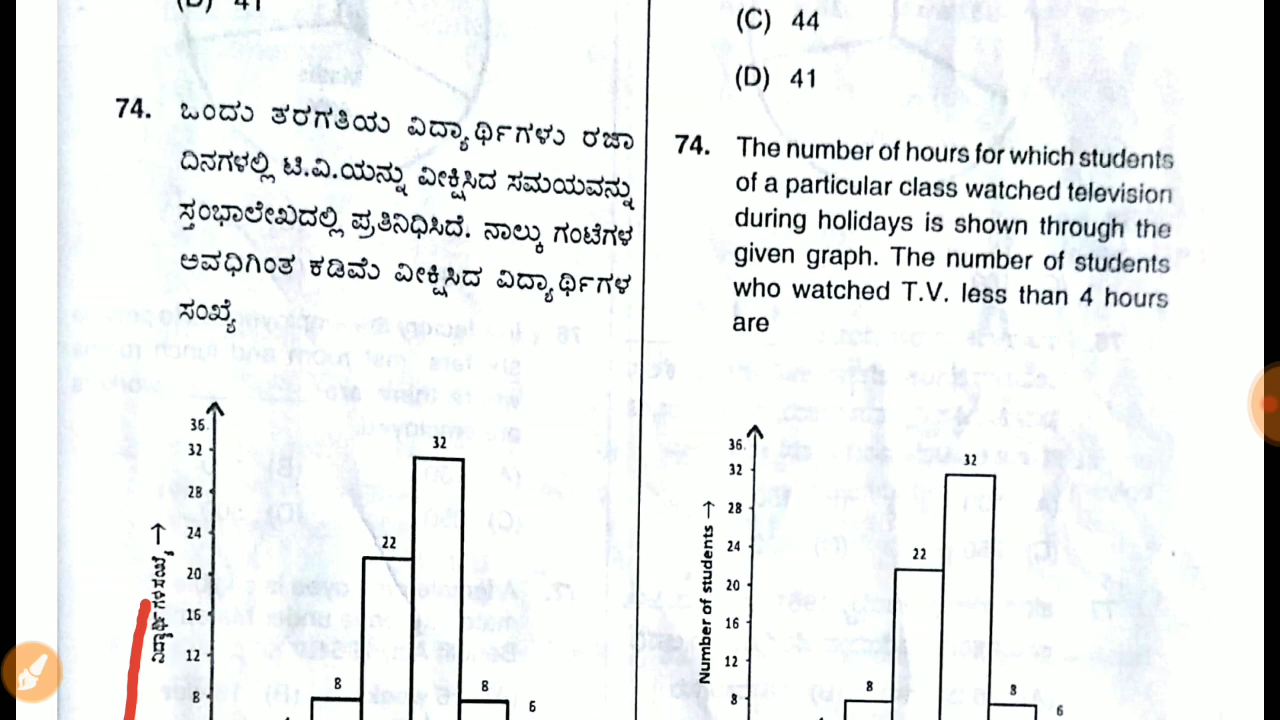 (D) 41
74. ಒಂದು ತರಗತಿಯ ವಿದ್ಯಾರ್ಥಿಗಳು ರಜಾ
ದಿನಗಳಲ್ಲಿ ಟಿ.ವಿ.ಯನ್ನು ವೀಕ್ಷಿಸಿದ ಸಮಯವನ್ನು
ಸ್ತಂಭಾಲೇಖದಲ್ಲಿ ಪ್ರತಿನಿಧಿಸಿದೆ. ನಾಲ್ಕು ಗಂಟೆಗಳ
ಅವಧಿಗಿಂತ ಕಡಿಮೆ ವೀಕ್ಷಿಸಿದ ವಿದ್ಯಾರ್ಥಿಗಳ
ಸಂಖ್ಯೆ
36
32
28
24
20
16
12
8
32
22
8
8
6
(C) 44
(D) 41
74. The number of hours for which students
of a particular class watched television
during holidays is shown through the
given graph. The number of students
who watched T.V. less than 4 hours
are
Number of students →
36
32
28
24
20
16
12
8
32
22
8
8
6